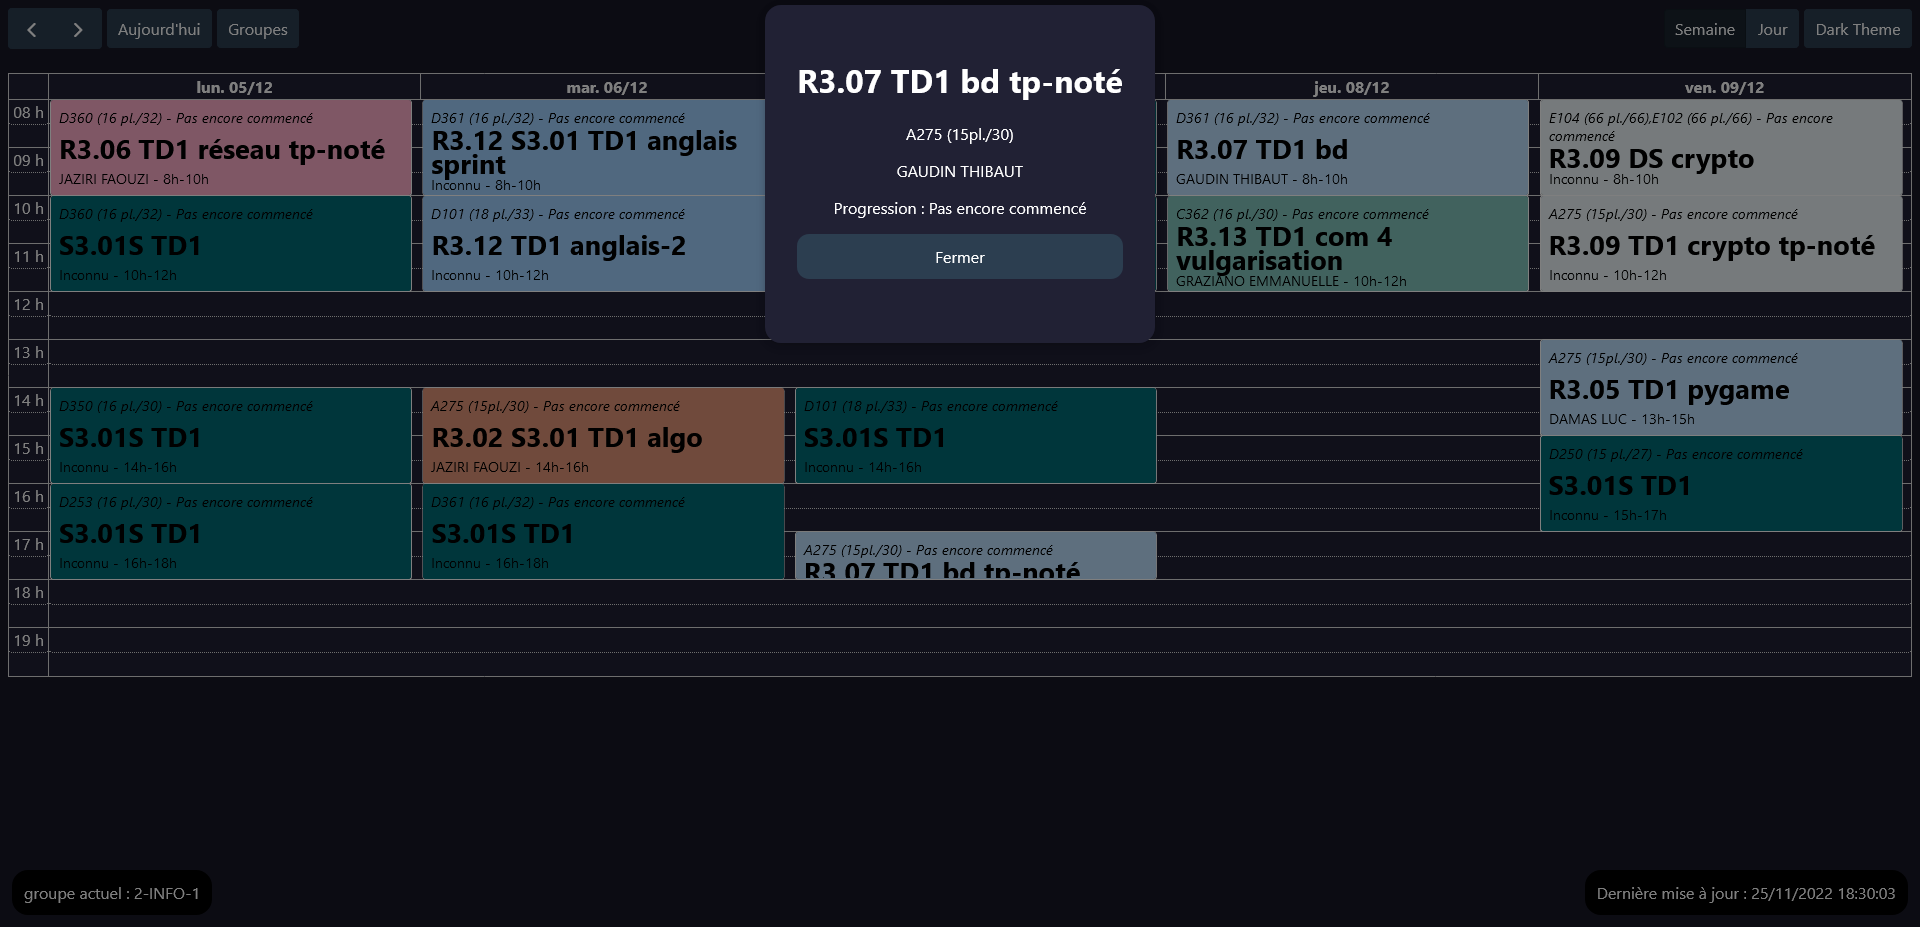 Aujourd'hui
Groupes
Semaine
Jour
Dark Theme
R3.07 TD1 bd tp-noté
A275 (15pl./30)
GAUDIN THIBAUT
Progression : Pas encore commencé
Fermer
lun. 05/12
mar. 06/12
jeu. 08/12
ven. 09/12
08 h
09 h
10 h
11 h
12 h
13 h
14 h
15 h
16 h
17 h
18 h
19 h
D360 (16 pl./32) - Pas encore commencé
R3.06 TD1 réseau tp-noté
JAZIRI FAOUZI - 8h-10h
D360 (16 pl./32) - Pas encore commencé
S3.01S TD1
Inconnu - 10h-12h
D350 (16 pl./30) - Pas encore commencé
S3.01S TD1
Inconnu - 14h-16h
D253 (16 pl./30) - Pas encore commencé
S3.01S TD1
Inconnu - 16h-18h
D361 (16 pl./32) - Pas encore commencé
R3.12 S3.01 TD1 anglais
sprint
Inconnu - 8h-10h
D101 (18 pl./33) - Pas encore commencé
R3.12 TD1 anglais-2
Inconnu - 10h-12h
A275 (15pl./30) - Pas encore commencé
R3.02 S3.01 TD1 algo
JAZIRI FAOUZI - 14h-16h
D361 (16 pl./32) - Pas encore commencé
S3.01S TD1
Inconnu - 16h-18h
D101 (18 pl./33) - Pas encore commencé
S3.01S TD1
Inconnu - 14h-16h
A275 (15pl./30) - Pas encore commencé
R3.07 TD1 bd tp-noté
D361 (16 pl./32) - Pas encore commencé
R3.07 TD1 bd
GAUDIN THIBAUT - 8h-10h
C362 (16 pl./30) - Pas encore commencé
R3.13 TD1 com 4
vulgarisation
GRAZIANO EMMANUELLE - 10h-12h
E104 (66 pl./66),E102 (66 pl./66) - Pas encore
commencé
R3.09 DS crypto
Inconnu - 8h-10h
A275 (15pl./30) - Pas encore commencé
R3.09 TD1 crypto tp-noté
Inconnu - 10h-12h
A275 (15pl./30) - Pas encore commencé
R3.05 TD1 pygame
DAMAS LUC - 13h-15h
D250 (15 pl./27) - Pas encore commencé
S3.01S TD1
Inconnu - 15h-17h
groupe actuel : 2-INFO-1
Dernière mise à jour : 25/11/2022 18:30:03